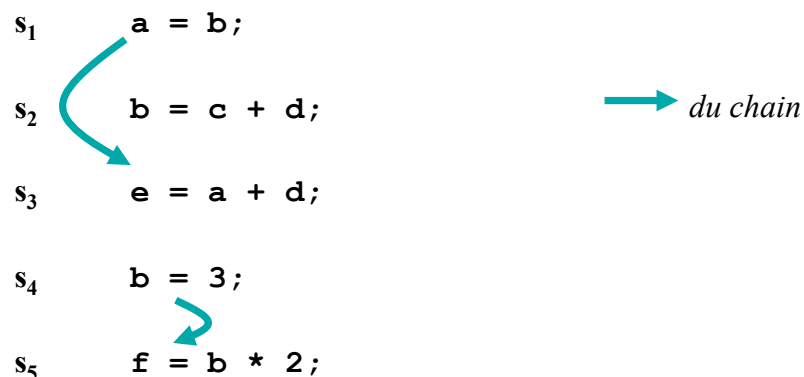 s₁ a = b;
s₂ b = c + d;
du chain
s₃ e = a + d;
s₄ b = 3;
s₅ f = b * 2;